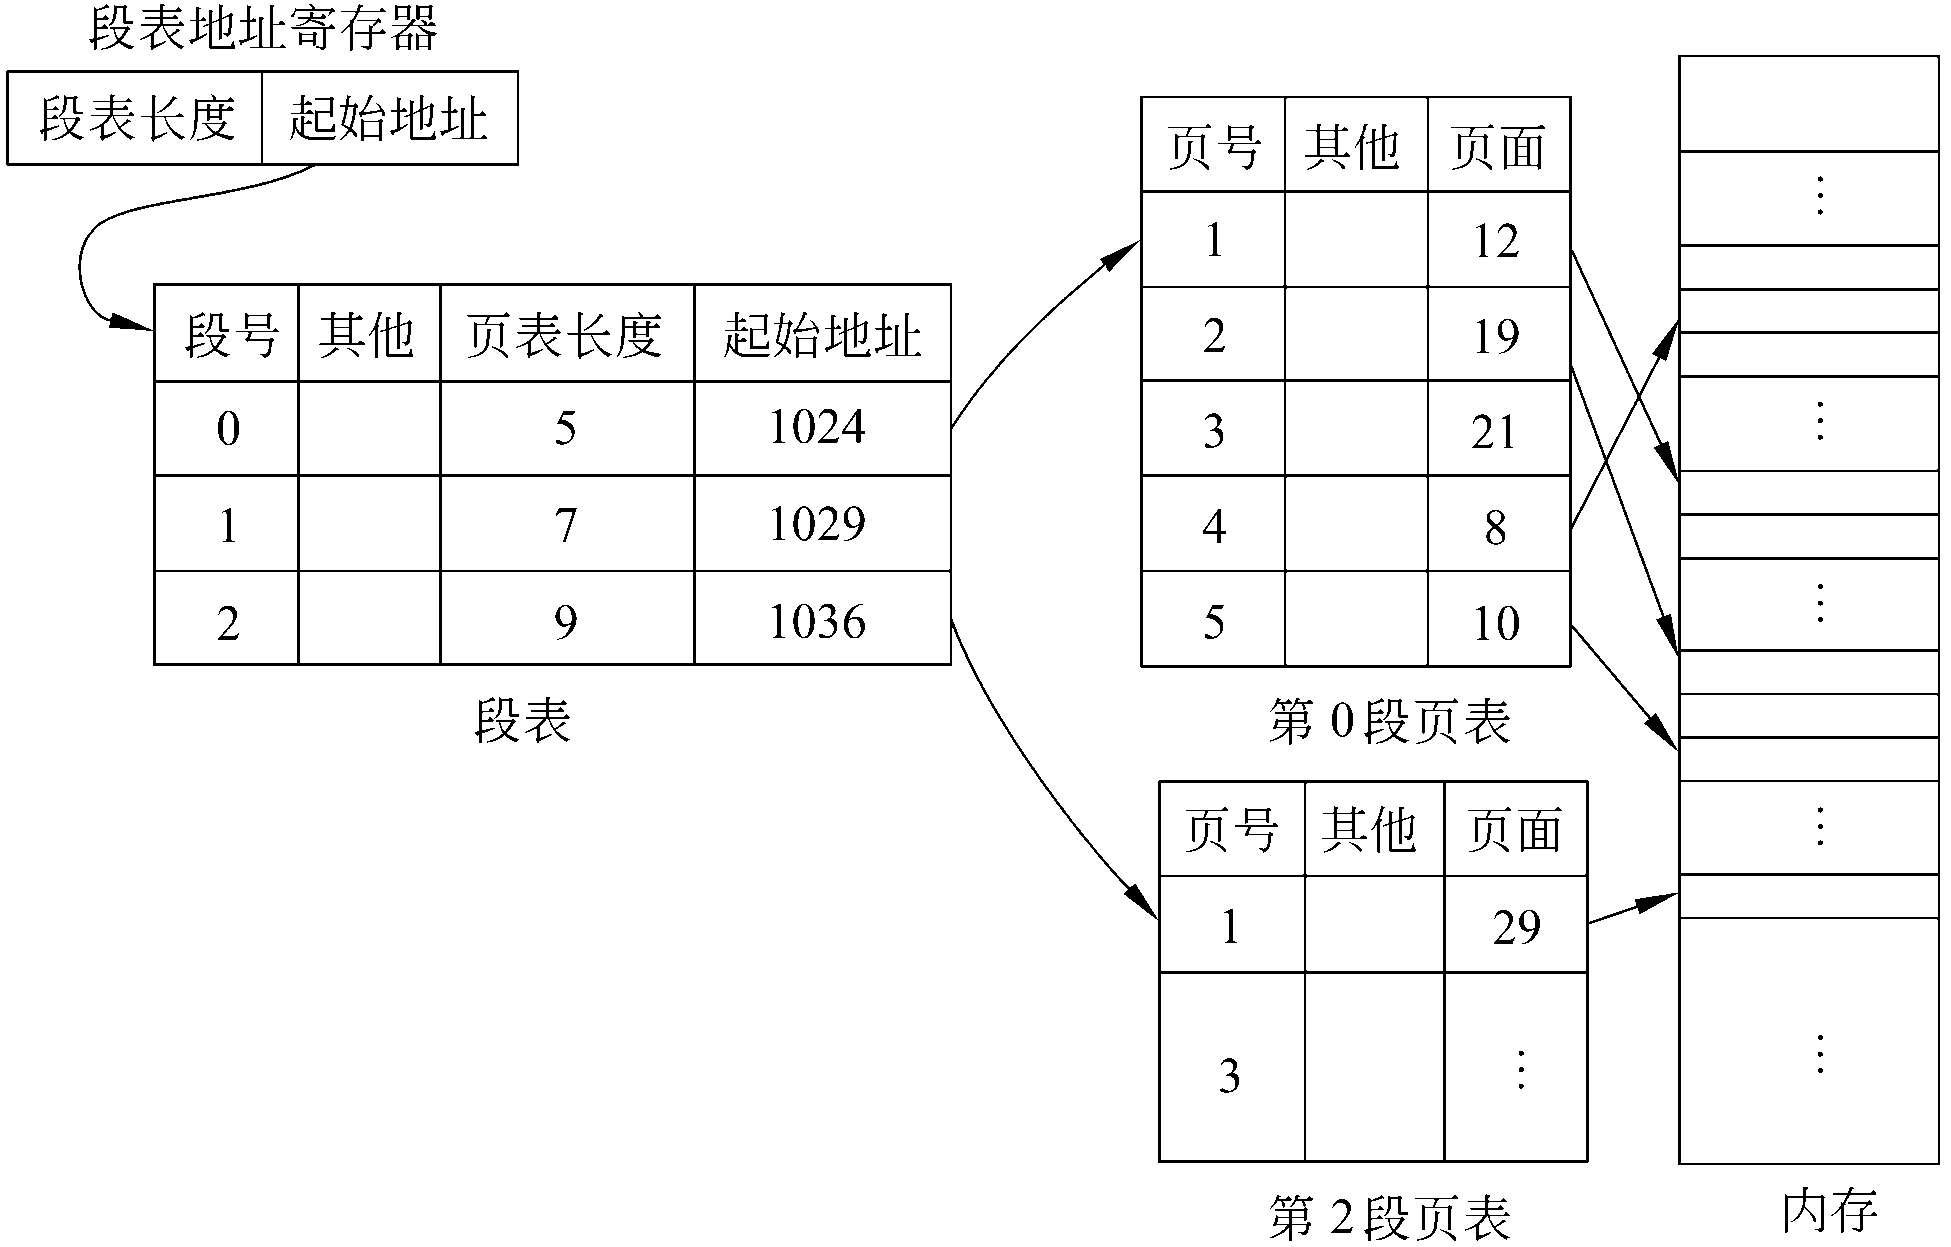 段表地址寄存器
段表长度 起始地址
段号 其他 页表长度 起始地址
0 5 1024
1 7 1029
2 9 1036
段表
页号 其他 页面
1 12
2 19
3 21
4 8
5 10
第0段页表
页号 其他 页面
1 29
3 ⋮
第2段页表
⋮
⋮
⋮
⋮
⋮
内存